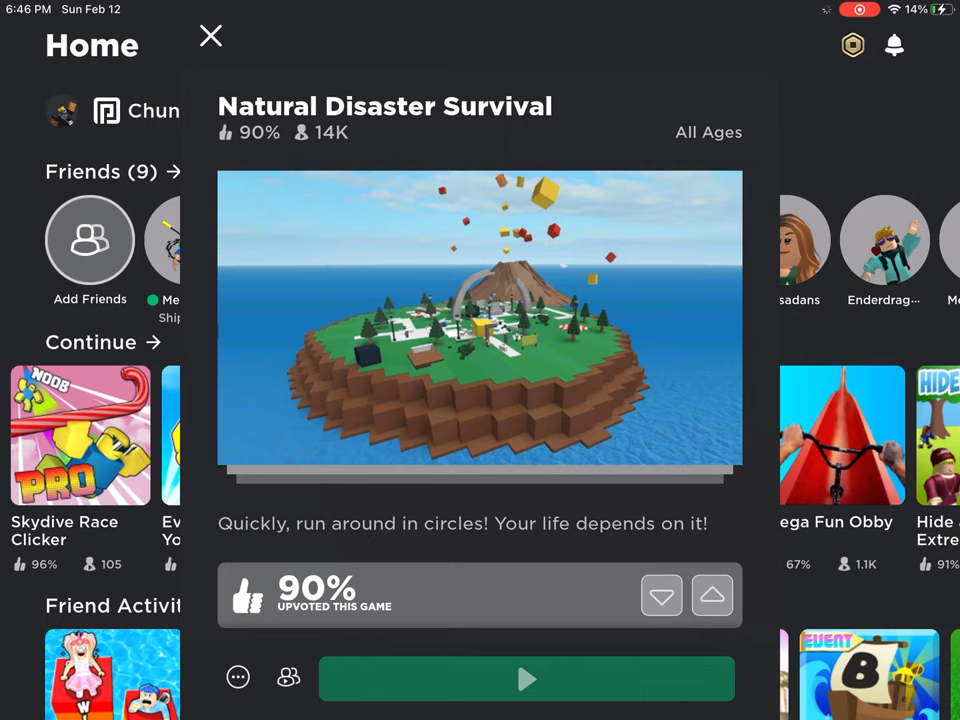 6:46 PM Sun Feb 12
14%
Home
Chun
Natural Disaster Survival
90% 14K
All Ages
Friends (9) →
Add Friends
Me
Ship
sadans
Enderdrag...
Me
Continue →
NOOB
PRO
HIDE
Skydive Race
Clicker
Ev
Yo
ega Fun Obby
Hide
Extre
96% 105
67% 1.1K
91%
Quickly, run around in circles! Your life depends on it!
90%
UPVOTED THIS GAME
Friend Activit
W
EVENT
B